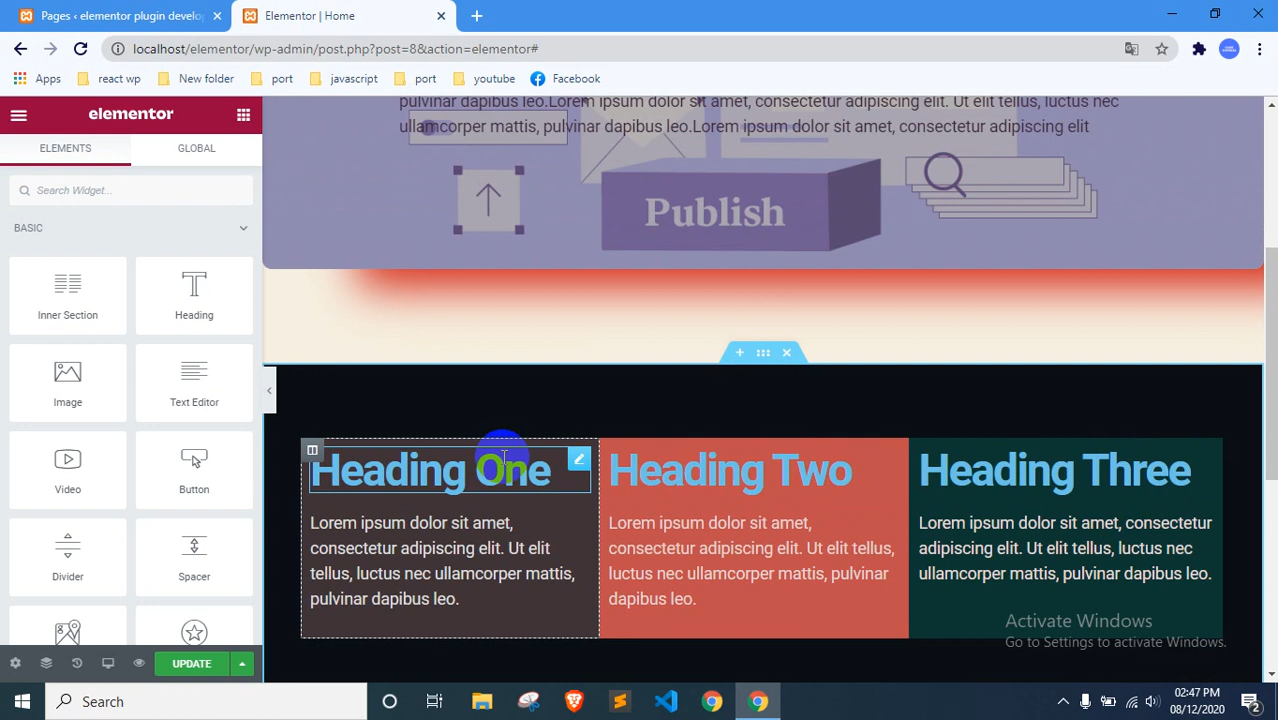 Pages ‹ elementor plugin develop
Elementor | Home
localhost/elementor/wp-admin/post.php?post=8&action=elementor#
Apps
react wp
New folder
port
javascript
port
youtube
Facebook
elementor
ELEMENTS
GLOBAL
Search Widget...
BASIC
Inner Section
Heading
Image
Text Editor
Video
Button
Divider
Spacer
UPDATE
pulvinar dapibus leo.Lorem ipsum dolor sit amet, consectetur adipiscing elit. Ut elit tellus, luctus nec
ullamcorper mattis, pulvinar dapibus leo.Lorem ipsum dolor sit amet, consectetur adipiscing elit
Publish
Heading One
Lorem ipsum dolor sit amet,
consectetur adipiscing elit. Ut elit
tellus, luctus nec ullamcorper mattis,
pulvinar dapibus leo.
Heading Two
Lorem ipsum dolor sit amet,
consectetur adipiscing elit. Ut elit tellus,
luctus nec ullamcorper mattis, pulvinar
dapibus leo.
Heading Three
Lorem ipsum dolor sit amet, consectetur
adipiscing elit. Ut elit tellus, luctus nec
ullamcorper mattis, pulvinar dapibus leo.
Activate Windows
Go to Settings to activate Windows.
Search
02:47 PM
08/12/2020
2